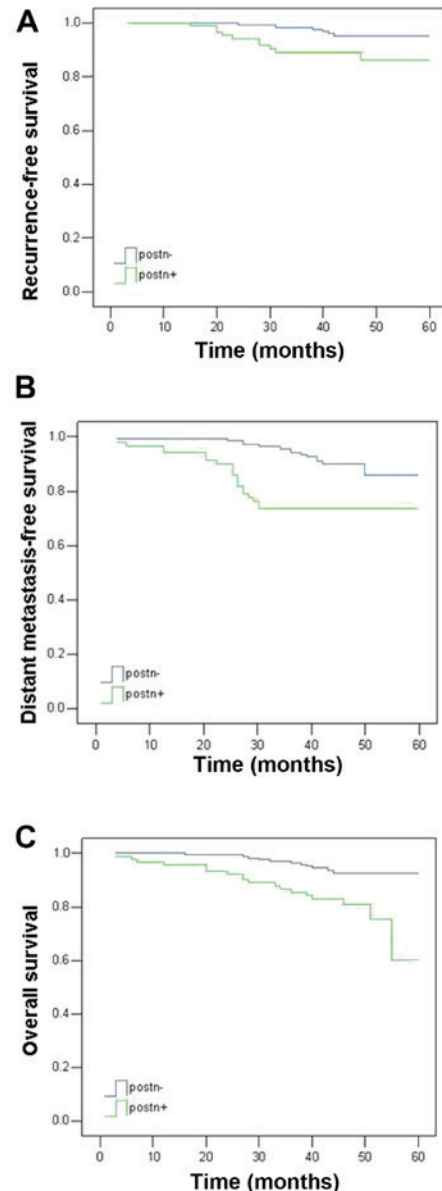 A
Recurrence-free survival
1.0
0.8
0.6
0.4
0.2
0.0
postn-
postn+
0 10 20 30 40 50 60
Time (months)
B
Distant metastasis-free survival
1.0
0.8
0.6
0.4
0.2
0.0
postn-
postn+
0 10 20 30 40 50 60
Time (months)
C
Overall survival
1.0
0.8
0.6
0.4
0.2
0.0
postn-
postn+
0 10 20 30 40 50 60
Time (months)